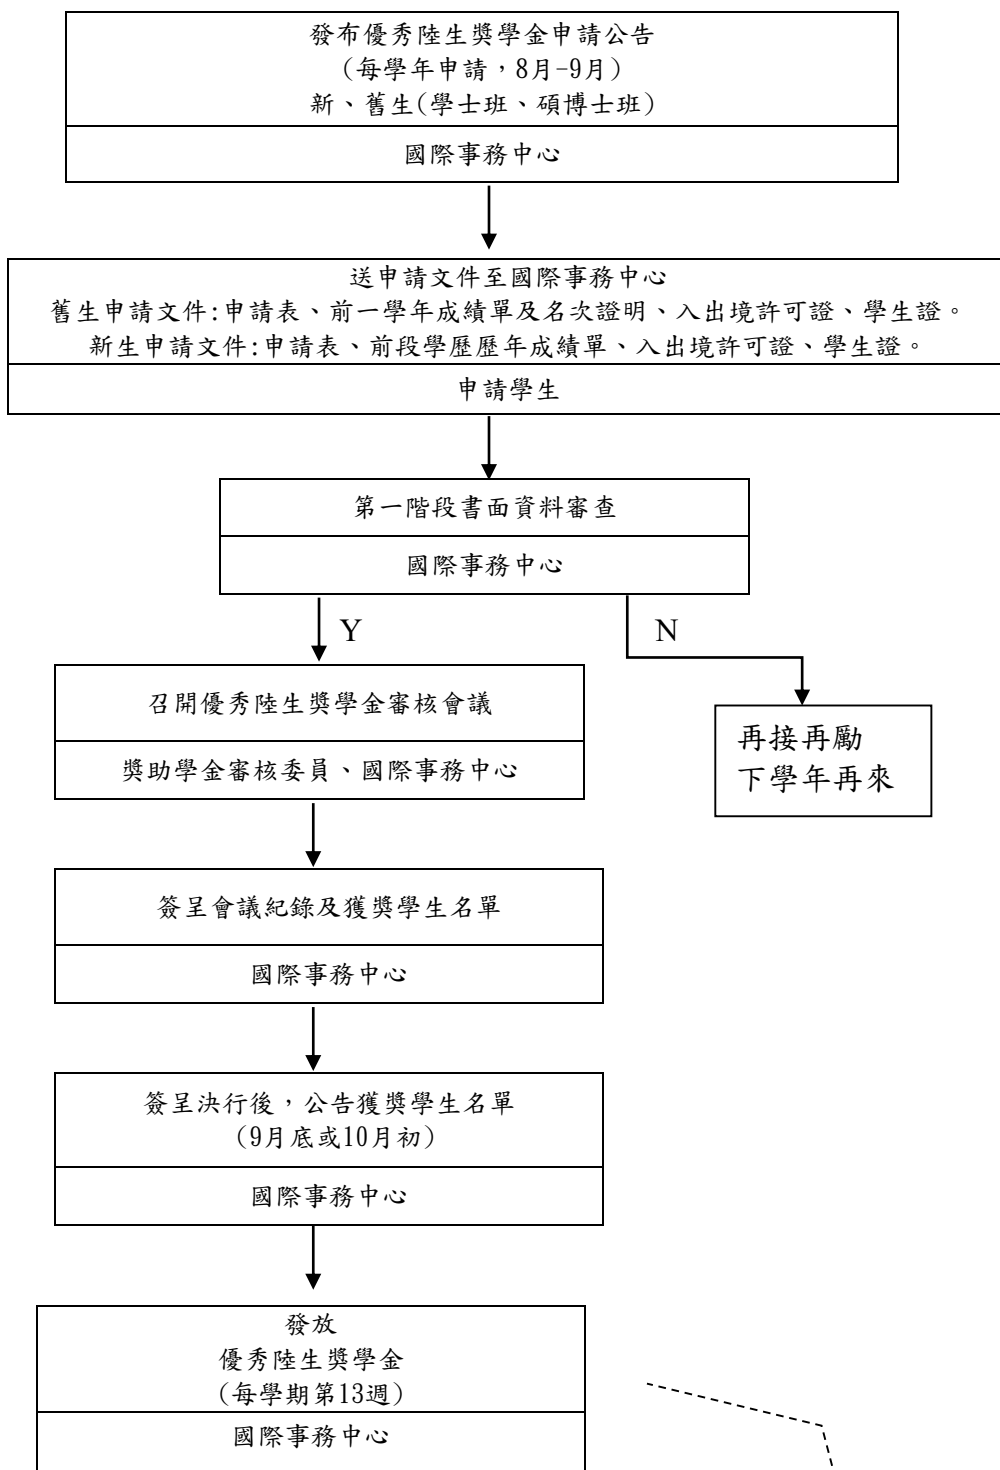 發布優秀陸生獎學金申請公告
(每學年申請，8月-9月)
新、舊生(學士班、碩博士班)
國際事務中心
送申請文件至國際事務中心
舊生申請文件:申請表、前一學年成績單及名次證明、入出境許可證、學生證。
新生申請文件:申請表、前段學歷歷年成績單、入出境許可證、學生證。
申請學生
第一階段書面資料審查
國際事務中心
Y
N
召開優秀陸生獎學金審核會議
獎助學金審核委員、國際事務中心
再接再勵
下學年再來
簽呈會議紀錄及獲獎學生名單
國際事務中心
簽呈決行後，公告獲獎學生名單
(9月底或10月初)
國際事務中心
發放
優秀陸生獎學金
(每學期第13週)
國際事務中心